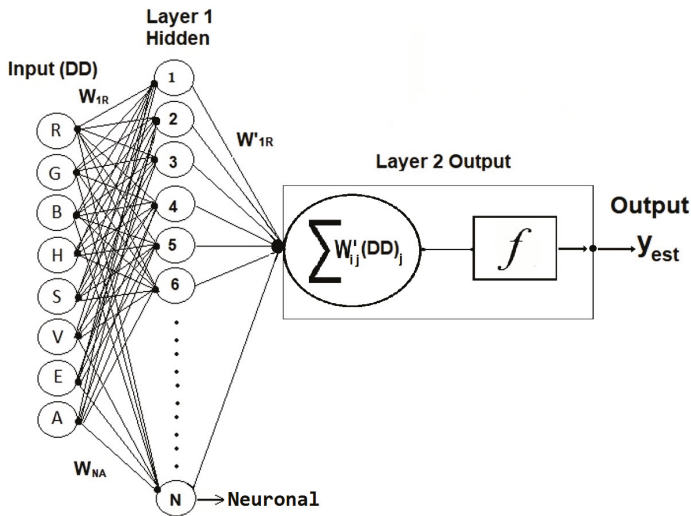 Layer 1
Hidden
Input (DD)
W1R
R
G
B
H
S
V
E
A
WNA
1
2
3
4
5
6
N
Neuronal
W'1R
Layer 2 Output
∑ W'ij(DD)j
f
Output
yest